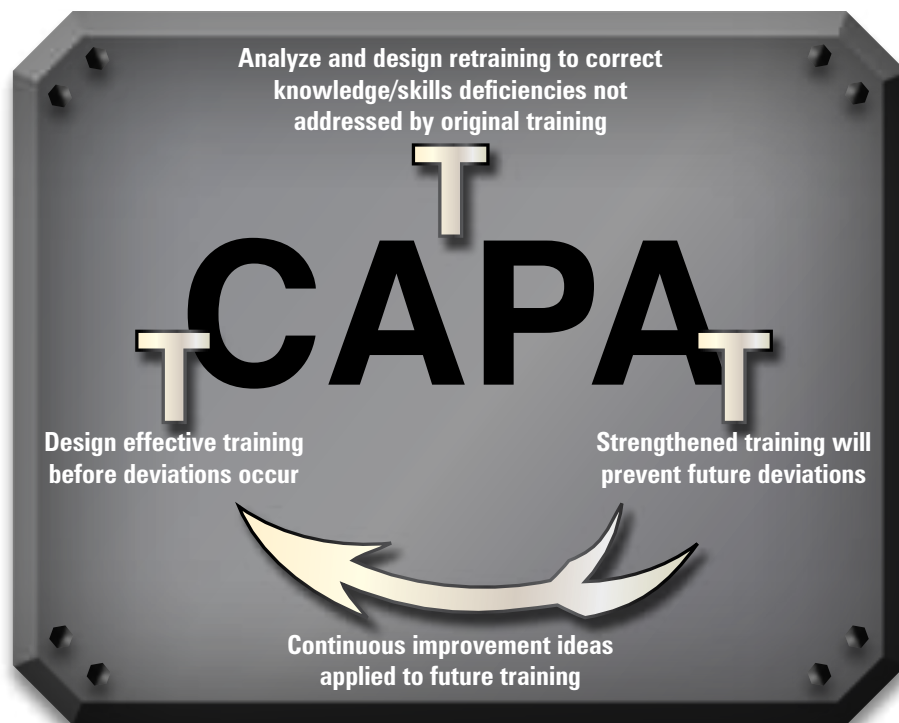 Analyze and design retraining to correct
knowledge/skills deficiencies not
addressed by original training
T
CAPA
T
T
Design effective training
before deviations occur
Strengthened training will
prevent future deviations
Continuous improvement ideas
applied to future training